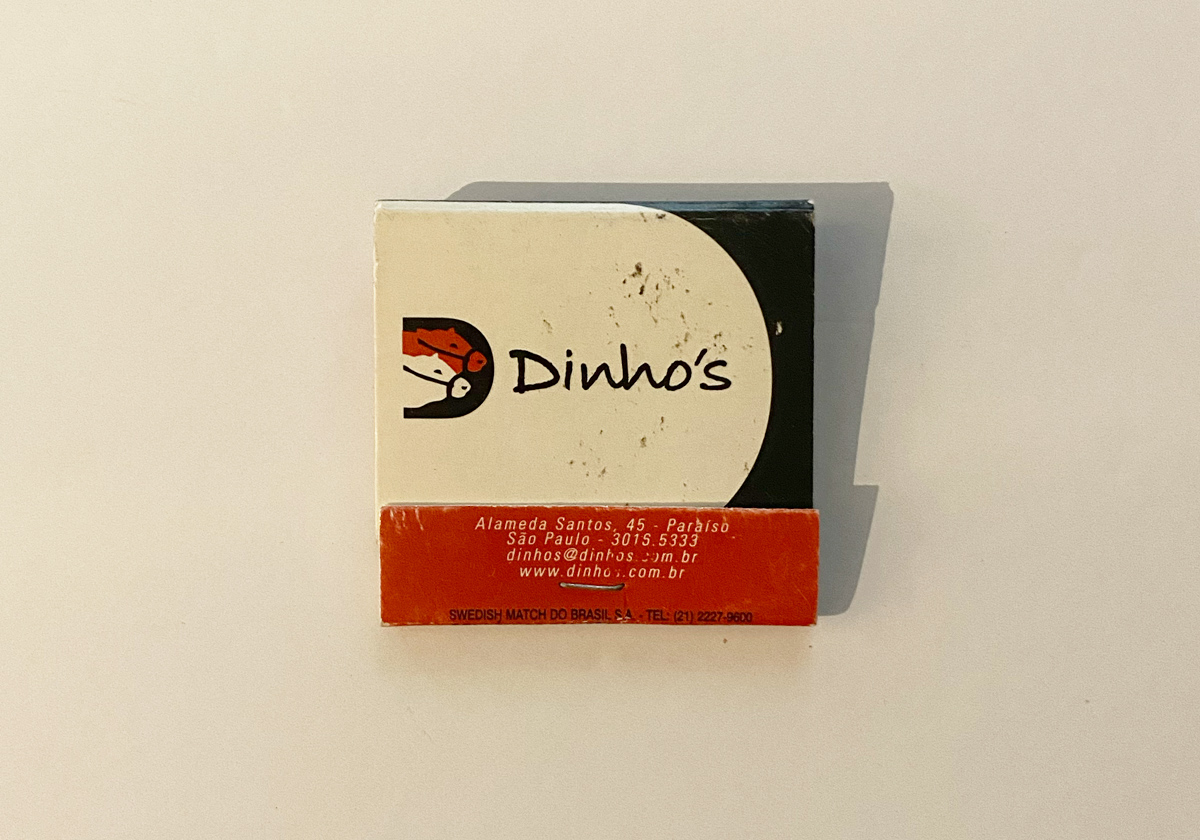 Dinho's
Alameda Santos, 45 - Paraíso
São Paulo - 3015.5333
dinhos@dinhos.com.br
www.dinhos.com.br
SWEDISH MATCH DO BRASIL S.A. - TEL: (21) 2227-9600